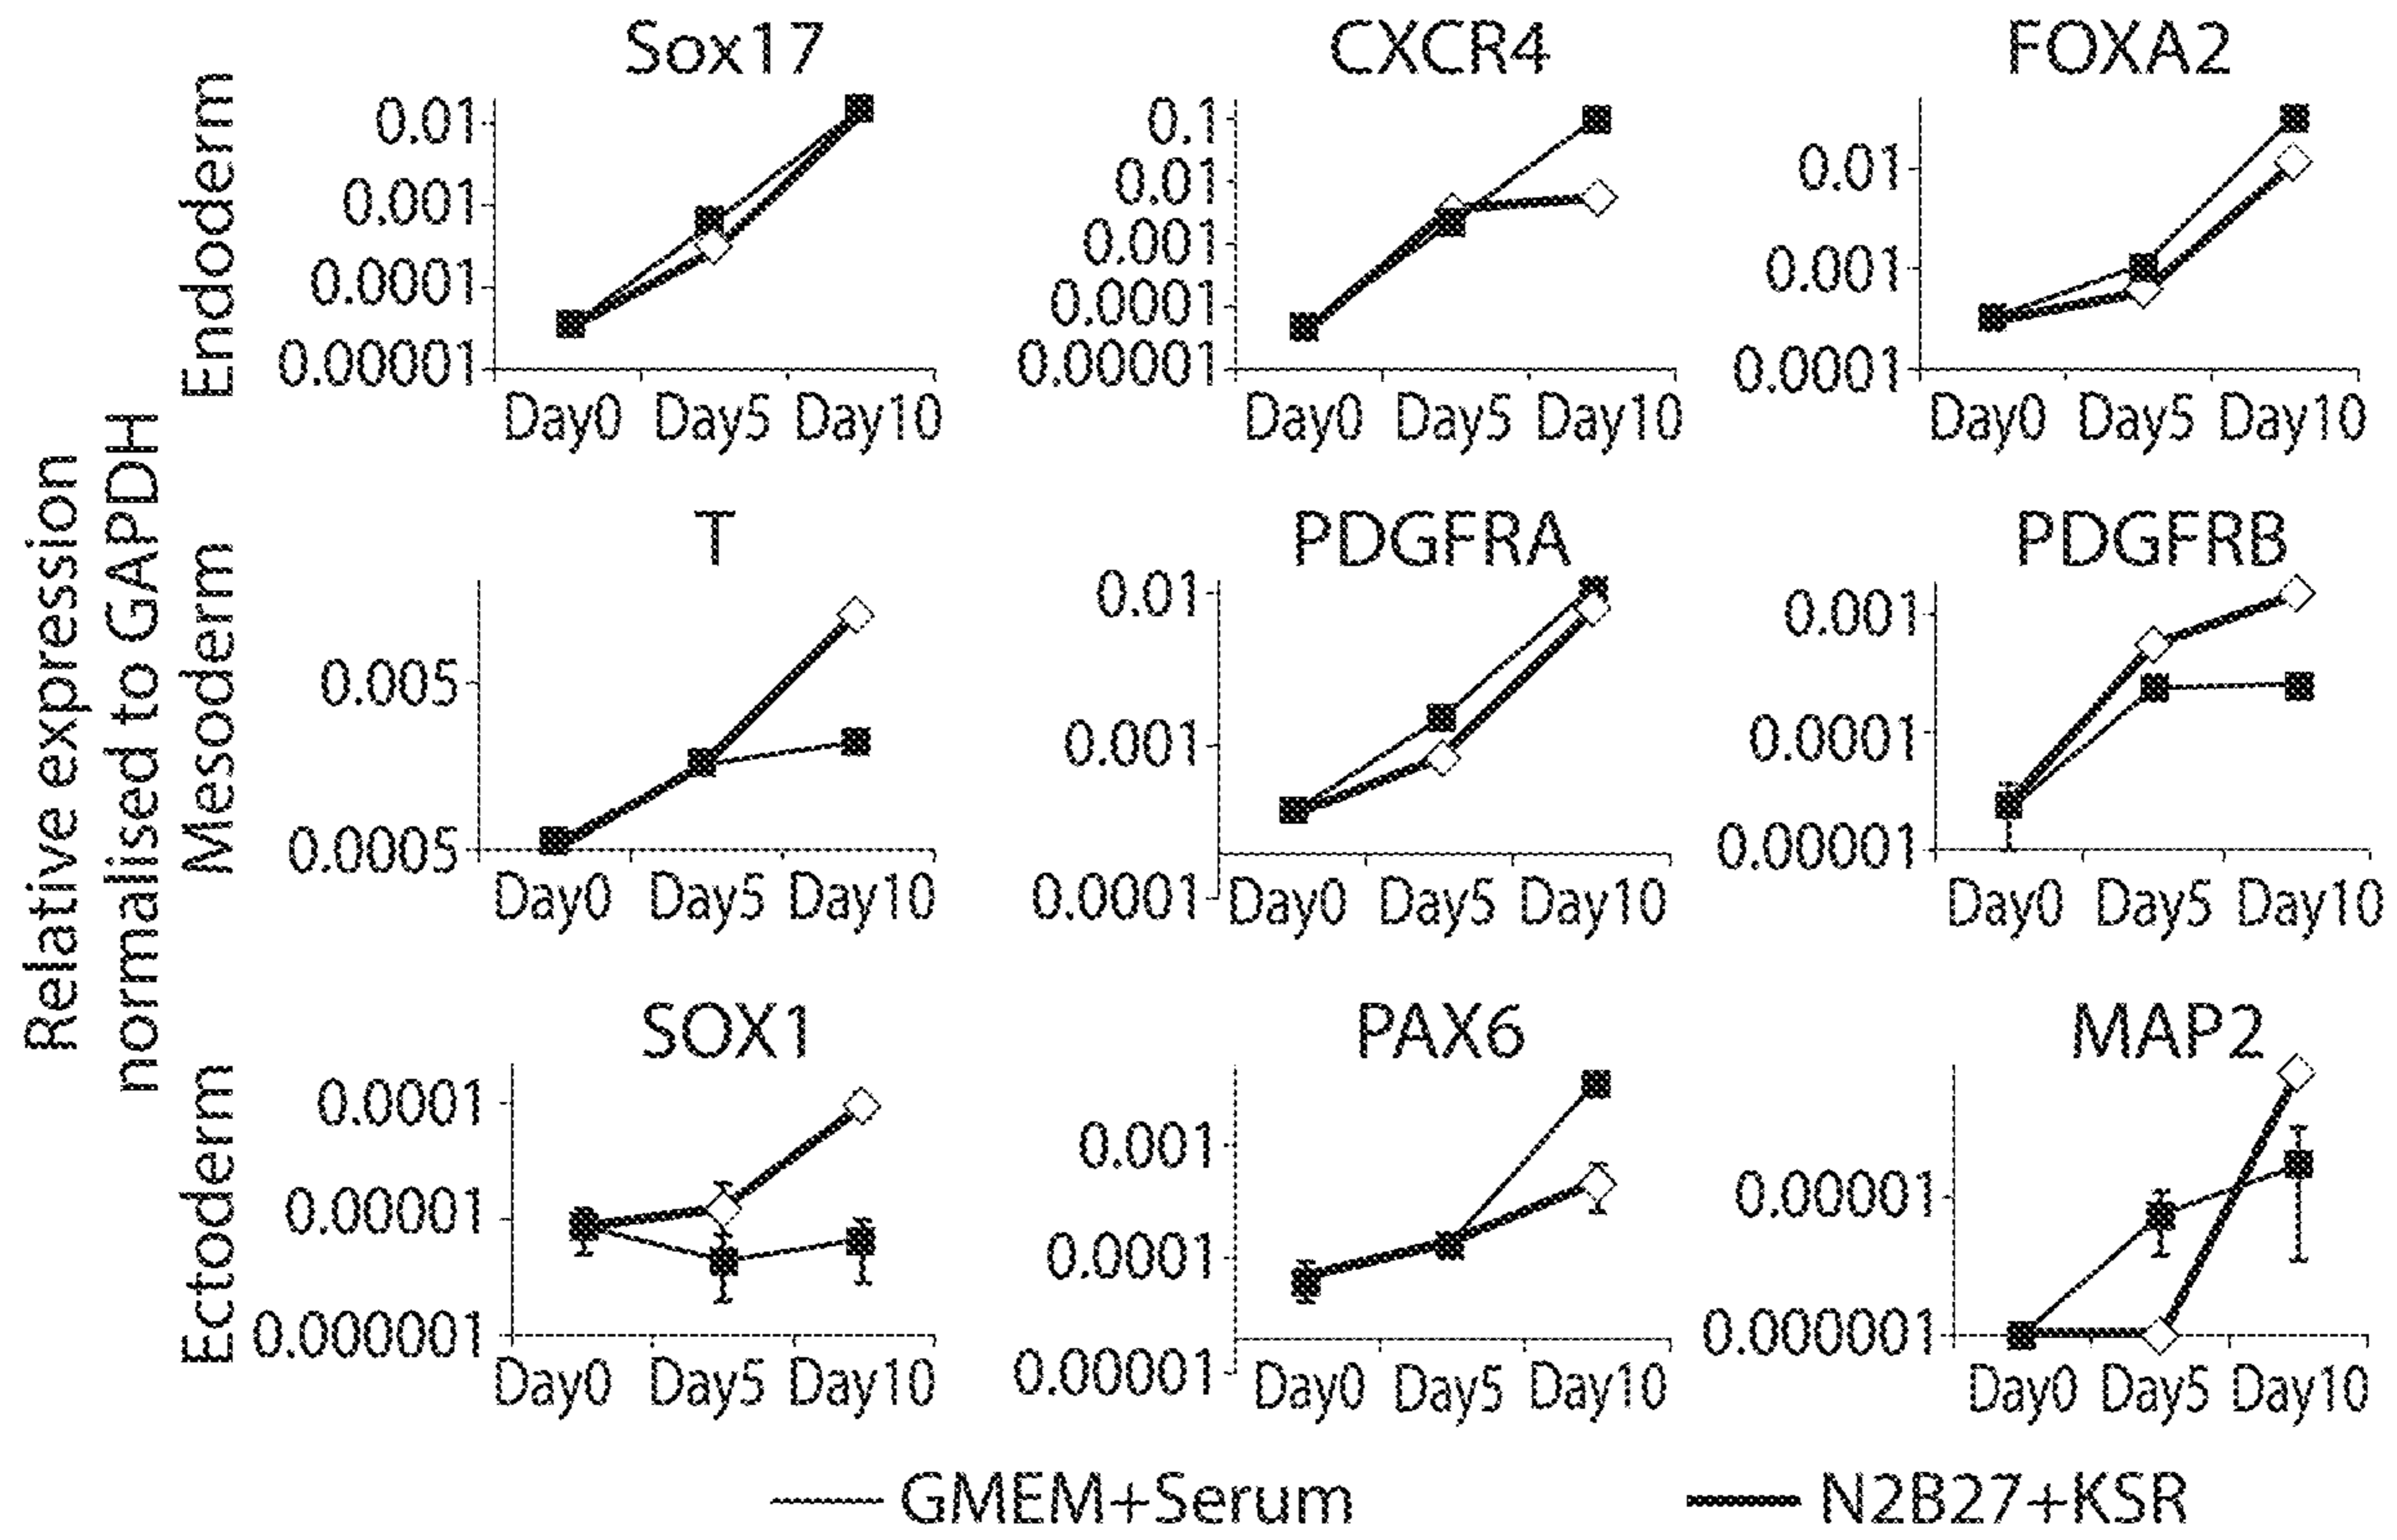 Relative expression
normalised to GAPDH
Endoderm
Sox17
0.01
0.001
0.0001
0.00001
Day0 Day5 Day10
CXCR4
0.1
0.01
0.001
0.0001
0.00001
Day0 Day5 Day10
FOXA2
0.01
0.001
0.0001
Day0 Day5 Day10
Mesoderm
T
0.005
0.0005
Day0 Day5 Day10
PDGFRA
0.01
0.001
0.0001
Day0 Day5 Day10
PDGFRB
0.001
0.0001
0.00001
Day0 Day5 Day10
Ectoderm
SOX1
0.0001
0.00001
0.000001
Day0 Day5 Day10
PAX6
0.001
0.0001
0.00001
Day0 Day5 Day10
MAP2
0.00001
0.000001
Day0 Day5 Day10
GMEM+Serum
N2B27+KSR